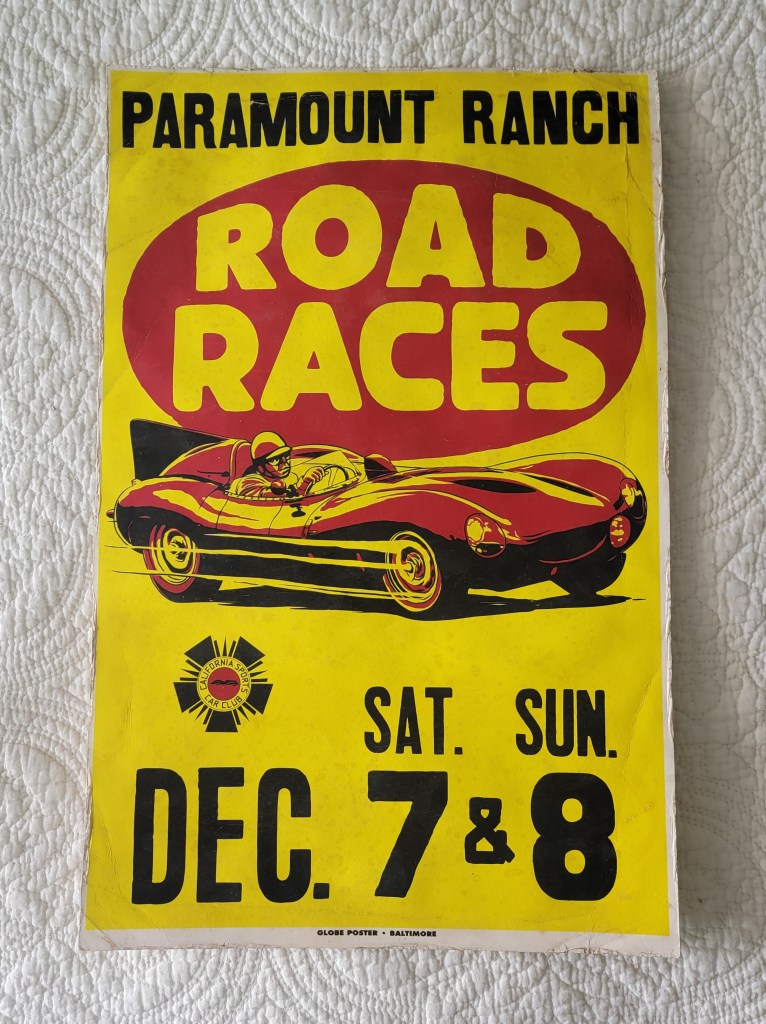 PARAMOUNT RANCH
ROAD
RACES
CALIFORNIA SPORTS
CAR CLUB
SAT. SUN.
DEC. 7 & 8
GLOBE POSTER • BALTIMORE